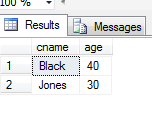 100 %
Results Messages
cname age
1 Black 40
2 Jones 30